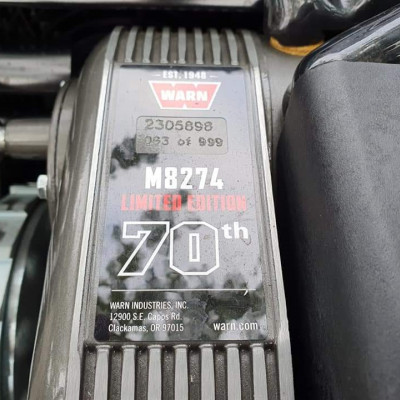 EST. 1948
WARN
2305898
063 of 999
M8274
LIMITED EDITION
70th
WARN INDUSTRIES, INC.
12900 S.E. Capps Rd.
Clackamas, OR 97015
warn.com